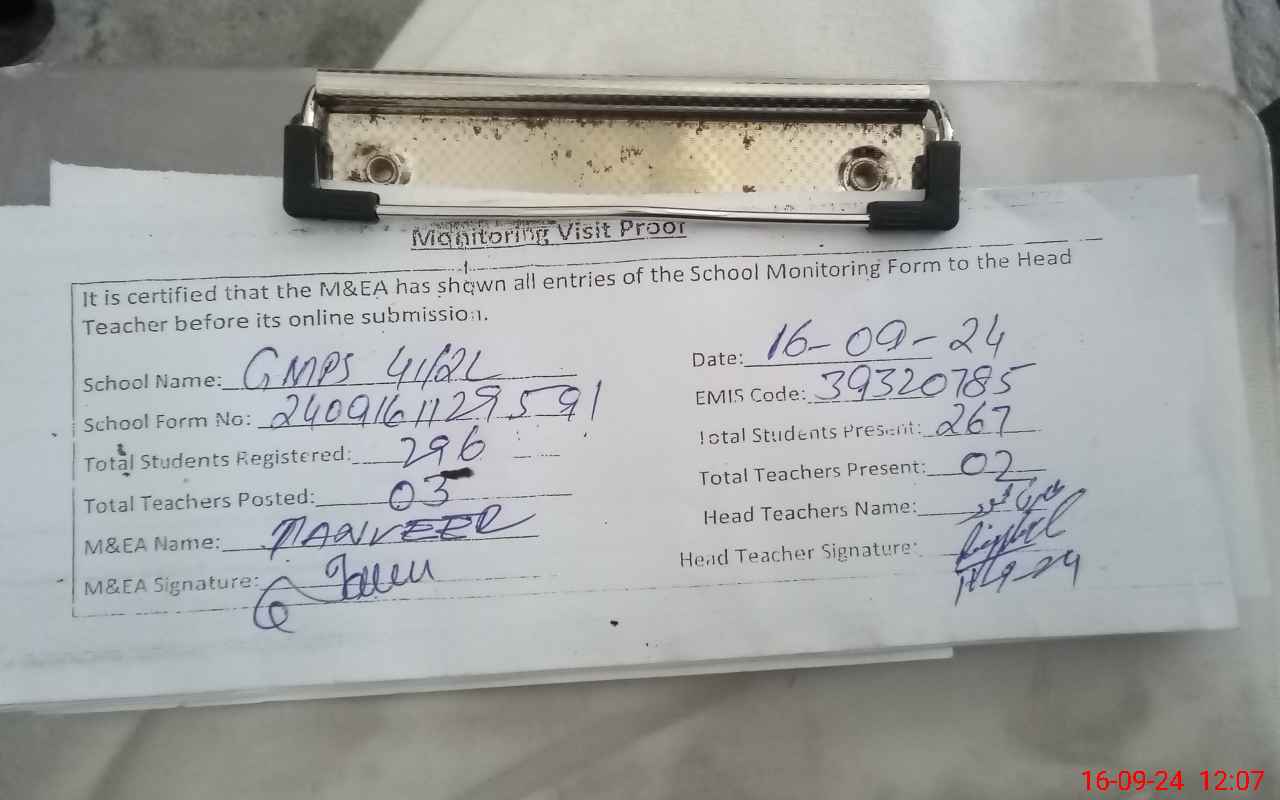 Monitoring Visit Proof
It is certified that the M&EA has shown all entries of the School Monitoring Form to the Head
Teacher before its online submission.
School Name: GMPS 41/2L
Date: 16-09-24
School Form No: 2409161129591
EMIS Code: 39320785
Total Students Registered: 296
Total Students Present: 267
Total Teachers Posted: 03
Total Teachers Present: 02
M&EA Name: TANVEER
Head Teachers Name:
M&EA Signature:
Head Teacher Signature:
16-09-24 12:07